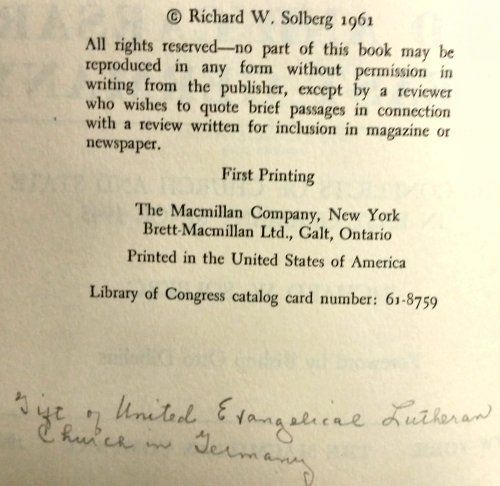 © Richard W. Solberg 1961
All rights reserved—no part of this book may be
reproduced in any form without permission in
writing from the publisher, except by a reviewer
who wishes to quote brief passages in connection
with a review written for inclusion in magazine or
newspaper.
First Printing
The Macmillan Company, New York
Brett-Macmillan Ltd., Galt, Ontario
Printed in the United States of America
Library of Congress catalog card number: 61-8759
Gift of United Evangelical Lutheran
Church in Germany